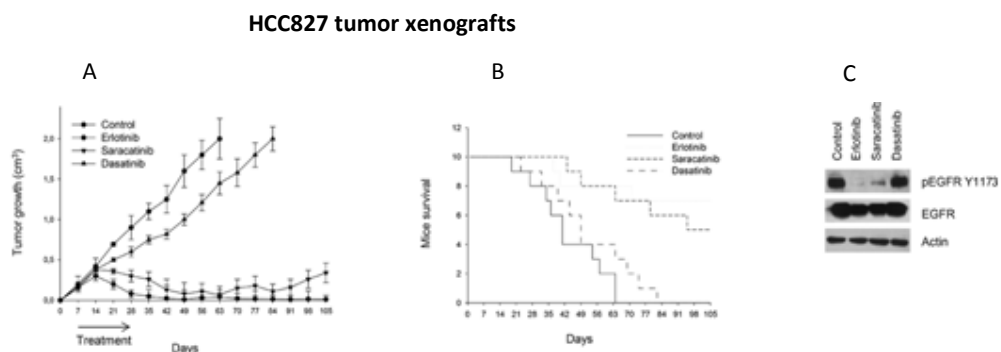 HCC827 tumor xenografts
A
Tumor growth (cm³)
2,0
1,5
1,0
0,5
0,0
Control
Erlotinib
Saracatinib
Dasatinib
0 7 14 21 28 35 42 49 56 63 70 77 84 91 98 105
Treatment
Days
B
Mice survival
12
10
8
6
4
2
0
Control
Erlotinib
Saracatinib
Dasatinib
0 7 14 21 28 35 42 49 56 63 70 77 84 91 98 105
Days
C
Control
Erlotinib
Saracatinib
Dasatinib
pEGFR Y1173
EGFR
Actin